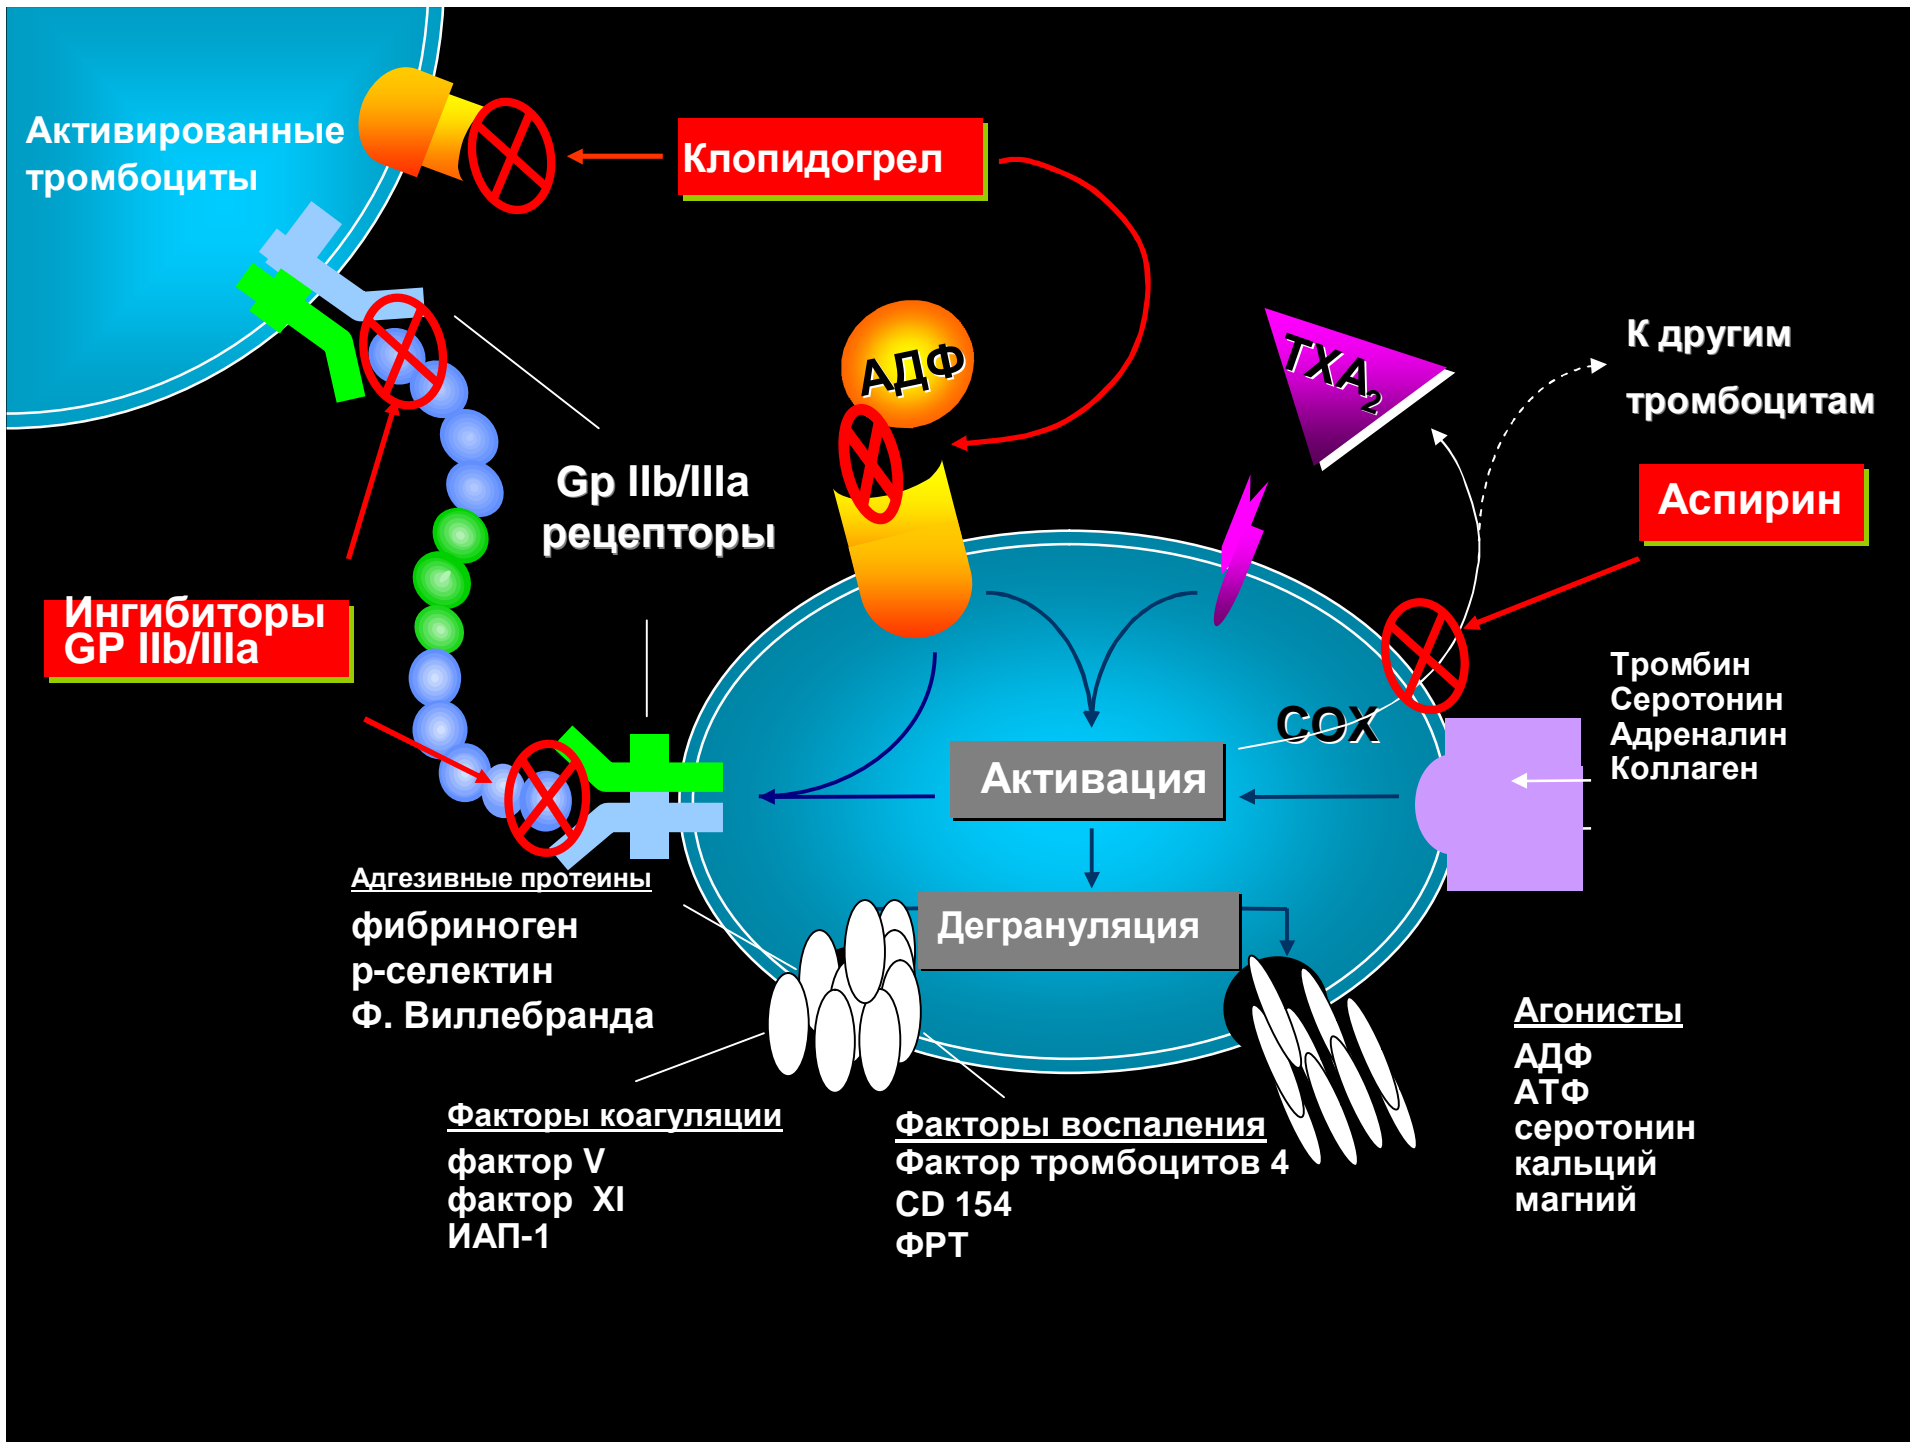 Активированные
тромбоциты
Клопидогрел
АДФ
TXA2
К другим
тромбоцитам
Аспирин
Gp IIb/IIIa
рецепторы
Ингибиторы
GP IIb/IIIa
Тромбин
Серотонин
Адреналин
Коллаген
COX
Активация
Дегрануляция
Адгезивные протеины
фибриноген
р-селектин
Ф. Виллебранда
Факторы коагуляции
фактор V
фактор XI
ИАП-1
Факторы воспаления
Фактор тромбоцитов 4
CD 154
ФРТ
Агонисты
АДФ
АТФ
серотонин
кальций
магний